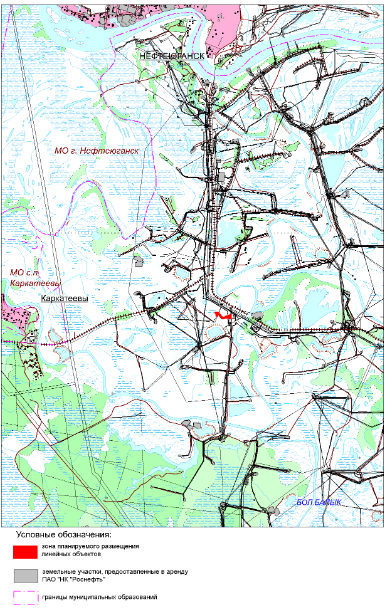 НЕФТЕЮГАНСК
МО г. Нефтеюганск
МО с.п.
Каркатеевы
Каркатеевы
БОЛ.БАЛЫК
Условные обозначения:
зона планируемого размещения
линейных объектов
земельные участки, предоставленные в аренду
ПАО "НК "Роснефть"
границы муниципальных образований